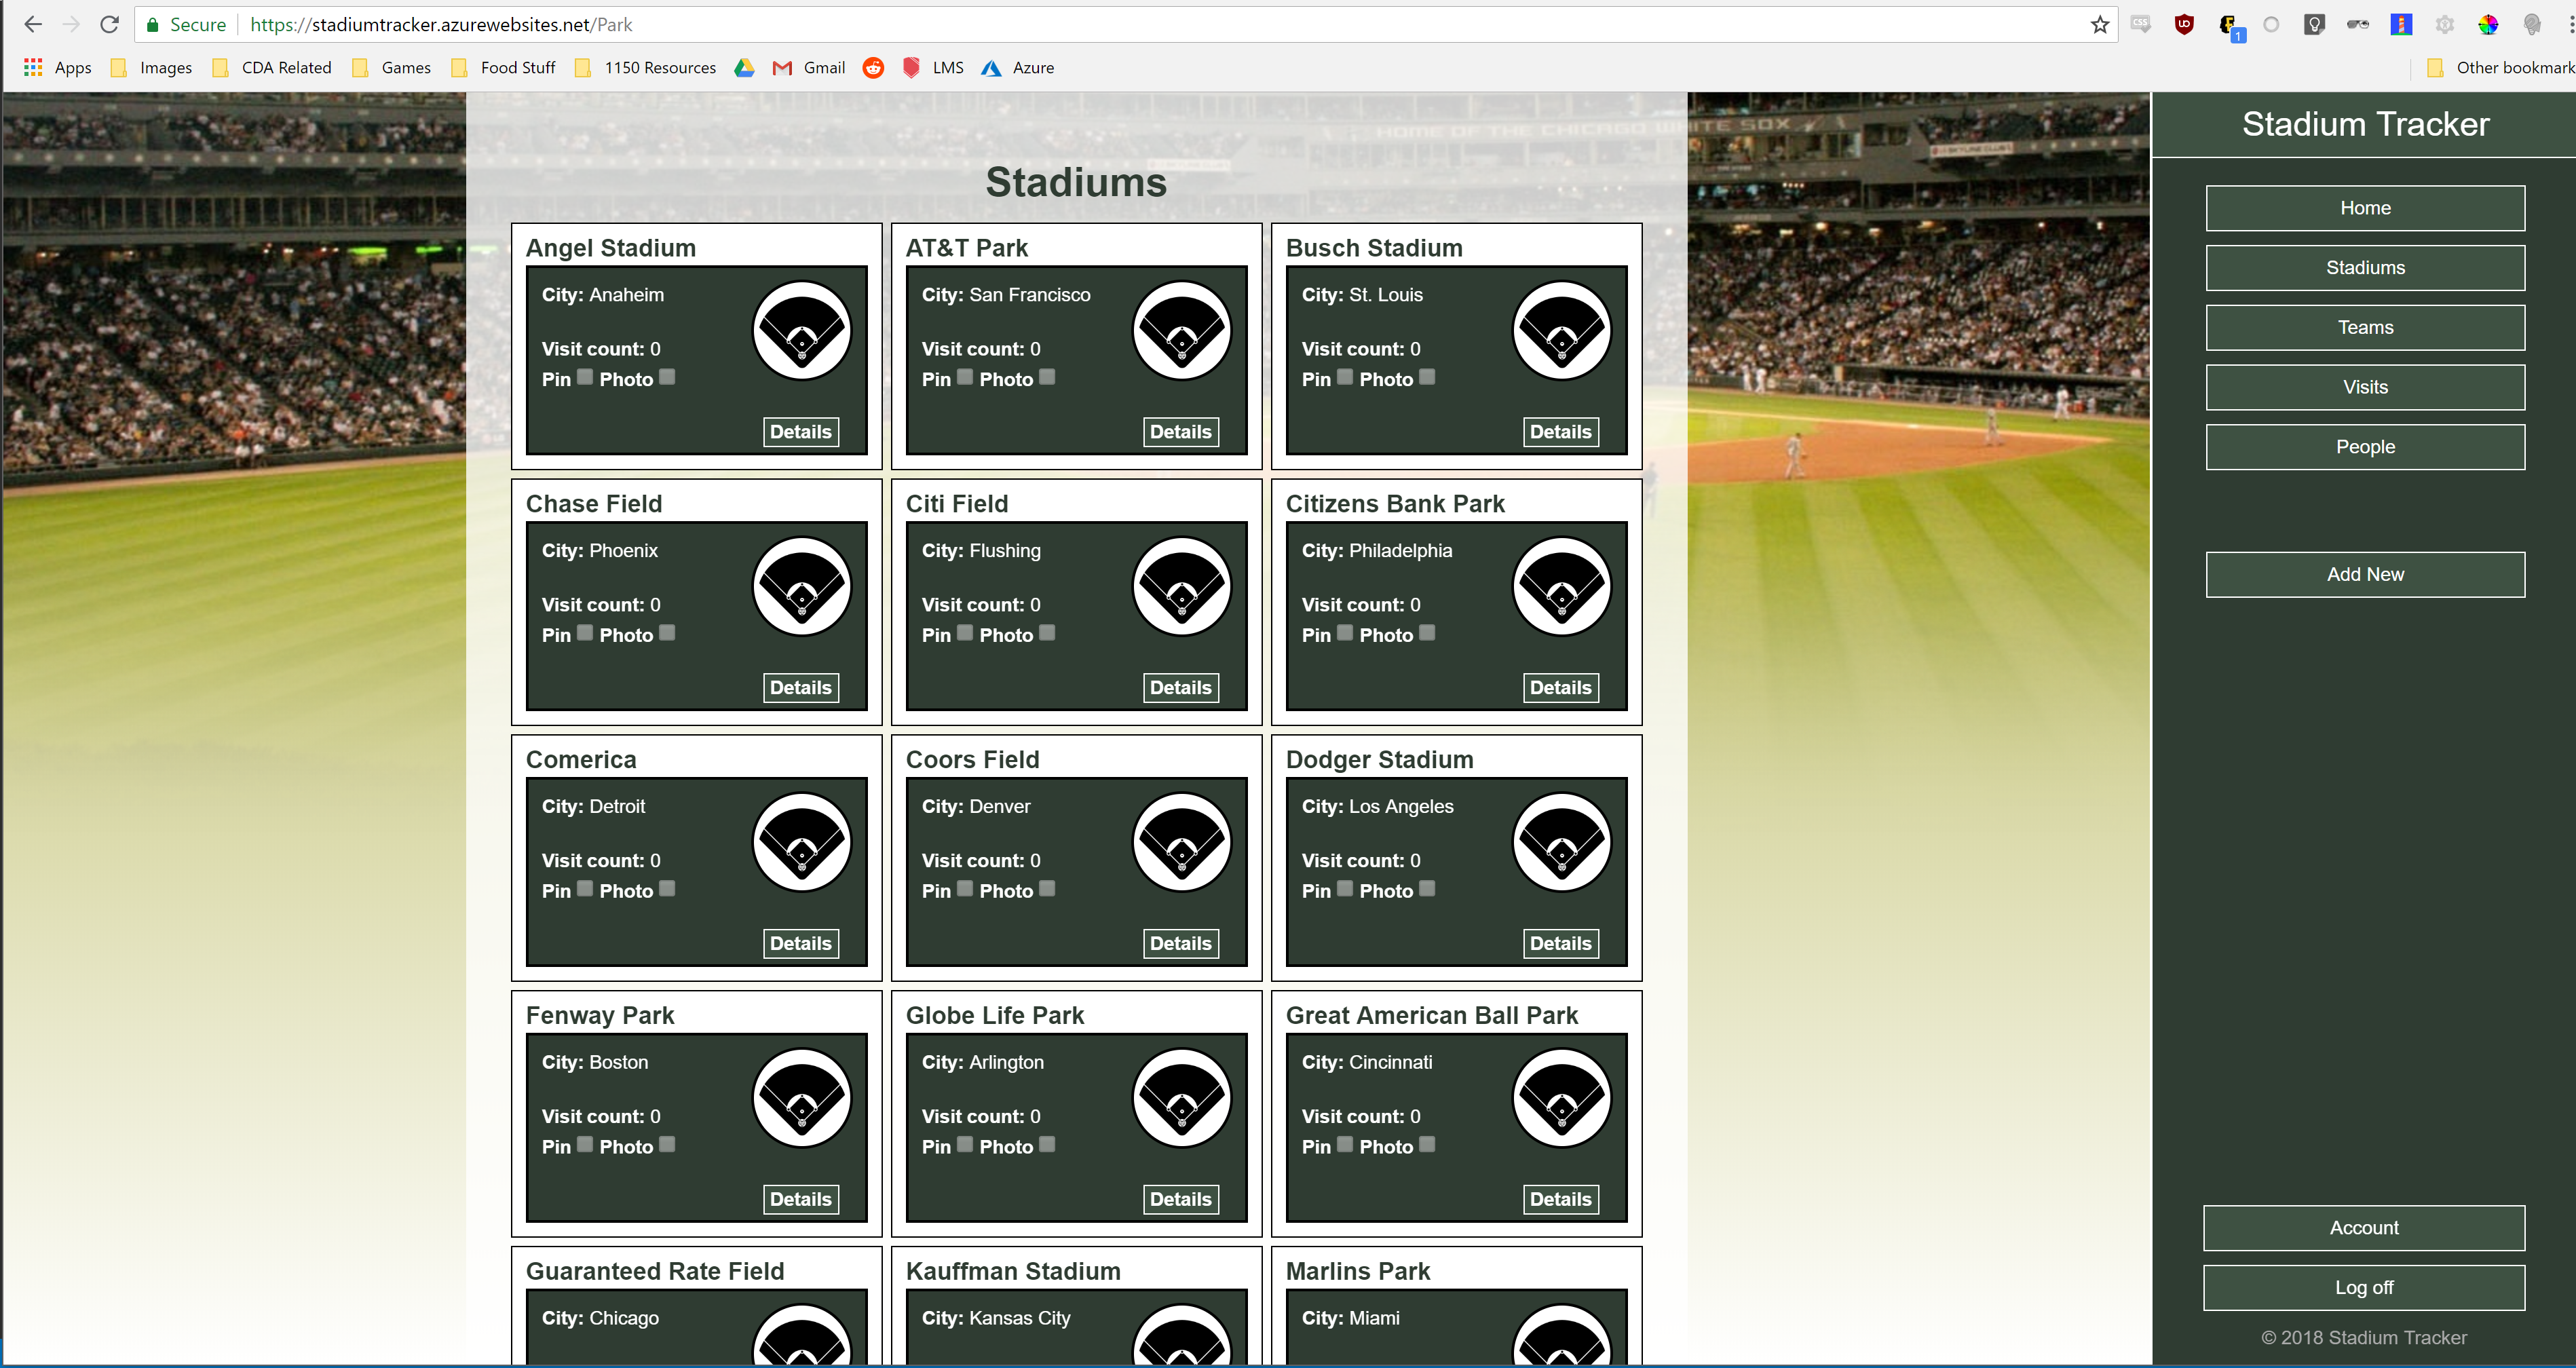 Secure https://stadiumtracker.azurewebsites.net/Park
CSS
1
Apps Images CDA Related Games Food Stuff 1150 Resources Gmail LMS Azure Other bookmark
HOME OF THE CHICAGO WHITE SOX
Stadium Tracker
Home
Stadiums
Teams
Visits
People
Add New
Account
Log off
© 2018 Stadium Tracker
Stadiums
Angel Stadium
City: Anaheim
Visit count: 0
Pin Photo
Details
AT&T Park
City: San Francisco
Visit count: 0
Pin Photo
Details
Busch Stadium
City: St. Louis
Visit count: 0
Pin Photo
Details
Chase Field
City: Phoenix
Visit count: 0
Pin Photo
Details
Citi Field
City: Flushing
Visit count: 0
Pin Photo
Details
Citizens Bank Park
City: Philadelphia
Visit count: 0
Pin Photo
Details
Comerica
City: Detroit
Visit count: 0
Pin Photo
Details
Coors Field
City: Denver
Visit count: 0
Pin Photo
Details
Dodger Stadium
City: Los Angeles
Visit count: 0
Pin Photo
Details
Fenway Park
City: Boston
Visit count: 0
Pin Photo
Details
Globe Life Park
City: Arlington
Visit count: 0
Pin Photo
Details
Great American Ball Park
City: Cincinnati
Visit count: 0
Pin Photo
Details
Guaranteed Rate Field
City: Chicago
Kauffman Stadium
City: Kansas City
Marlins Park
City: Miami